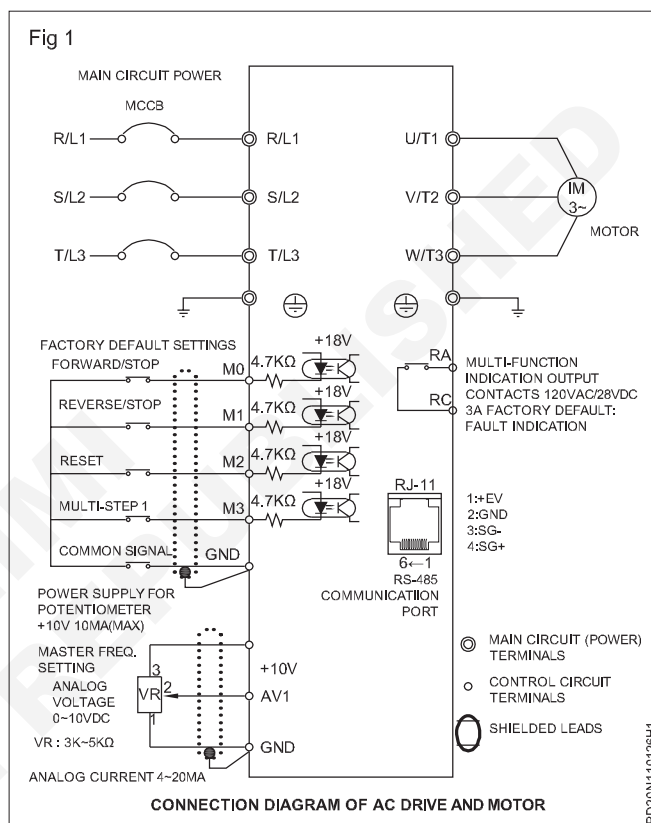 Fig 1
MAIN CIRCUIT POWER
MCCB
R/L1
R/L1
U/T1
S/L2
S/L2
V/T2
IM
3~
MOTOR
T/L3
T/L3
W/T3
FACTORY DEFAULT SETTINGS
FORWARD/STOP
M0
4.7KΩ
+18V
REVERSE/STOP
M1
4.7KΩ
+18V
RESET
M2
4.7KΩ
+18V
MULTI-STEP 1
M3
4.7KΩ
+18V
COMMON SIGNAL
GND
RA
RC
MULTI-FUNCTION
INDICATION OUTPUT
CONTACTS 120VAC/28VDC
3A FACTORY DEFAULT:
FAULT INDICATION
RJ-11
6←1
RS-485
COMMUNICATION
PORT
1:+EV
2:GND
3:SG-
4:SG+
POWER SUPPLY FOR
POTENTIOMETER
+10V 10MA(MAX)
MASTER FREQ.
SETTING
ANALOG
VOLTAGE
0~10VDC
VR : 3K~5KΩ
3
VR
2
1
+10V
AV1
GND
ANALOG CURRENT 4~20MA
MAIN CIRCUIT (POWER)
TERMINALS
CONTROL CIRCUIT
TERMINALS
SHIELDED LEADS
CONNECTION DIAGRAM OF AC DRIVE AND MOTOR
REPUBLISHED